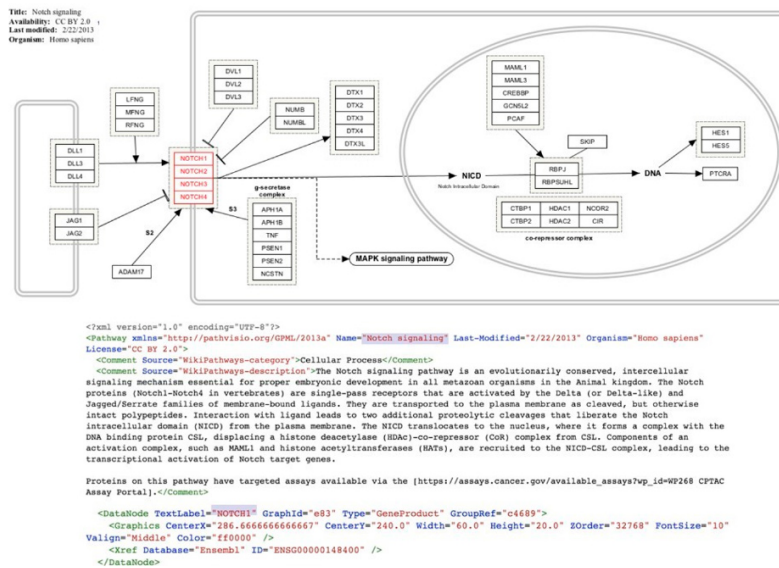 Title: Notch signaling
Availability: CC BY 2.0
Last modified: 2/22/2013
Organism: Homo sapiens
DVL1
DVL2
DVL3
LFNG
MFNG
RFNG
NUMB
NUMBL
DTX1
DTX2
DTX3
DTX4
DTX3L
MAML1
MAML3
CREBBP
GCN5L2
PCAF
SKIP
HES1
HES5
DLL1
DLL3
DLL4
NOTCH1
NOTCH2
NOTCH3
NOTCH4
NICD
Notch Intracellular Domain
RBPJ
RBPSUHL
DNA
PTCRA
JAG1
JAG2
S2
S3
ADAM17
g-secretase
complex
APH1A
APH1B
TNF
PSEN1
PSEN2
NCSTN
CTBP1 HDAC1 NCOR2
CTBP2 HDAC2 CIR
co-repressor complex
MAPK signaling pathway
<?xml version="1.0" encoding="UTF-8"?>
<Pathway xmlns="http://pathvisio.org/GPML/2013a" Name="Notch signaling" Last-Modified="2/22/2013" Organism="Homo sapiens"
License="CC BY 2.0">
<Comment Source="WikiPathways-category">Cellular Process</Comment>
<Comment Source="WikiPathways-description">The Notch signaling pathway is an evolutionarily conserved, intercellular
signaling mechanism essential for proper embryonic development in all metazoan organisms in the Animal kingdom. The Notch
proteins (Notch1-Notch4 in vertebrates) are single-pass receptors that are activated by the Delta (or Delta-like) and
Jagged/Serrate families of membrane-bound ligands. They are transported to the plasma membrane as cleaved, but otherwise
intact polypeptides. Interaction with ligand leads to two additional proteolytic cleavages that liberate the Notch
intracellular domain (NICD) from the plasma membrane. The NICD translocates to the nucleus, where it forms a complex with the
DNA binding protein CSL, displacing a histone deacetylase (HDAc)-co-repressor (CoR) complex from CSL. Components of an
activation complex, such as MAML1 and histone acetyltransferases (HATs), are recruited to the NICD-CSL complex, leading to the
transcriptional activation of Notch target genes.
Proteins on this pathway have targeted assays available via the [https://assays.cancer.gov/available_assays?wp_id=WP268 CPTAC
Assay Portal].</Comment>
<DataNode TextLabel="NOTCH1" GraphId="e83" Type="GeneProduct" GroupRef="c4689">
<Graphics CenterX="286.6666666666667" CenterY="240.0" Width="60.0" Height="20.0" ZOrder="32768" FontSize="10"
Valign="Middle" Color="ff0000" />
<Xref Database="Ensembl" ID="ENSG00000148400" />
</DataNode>